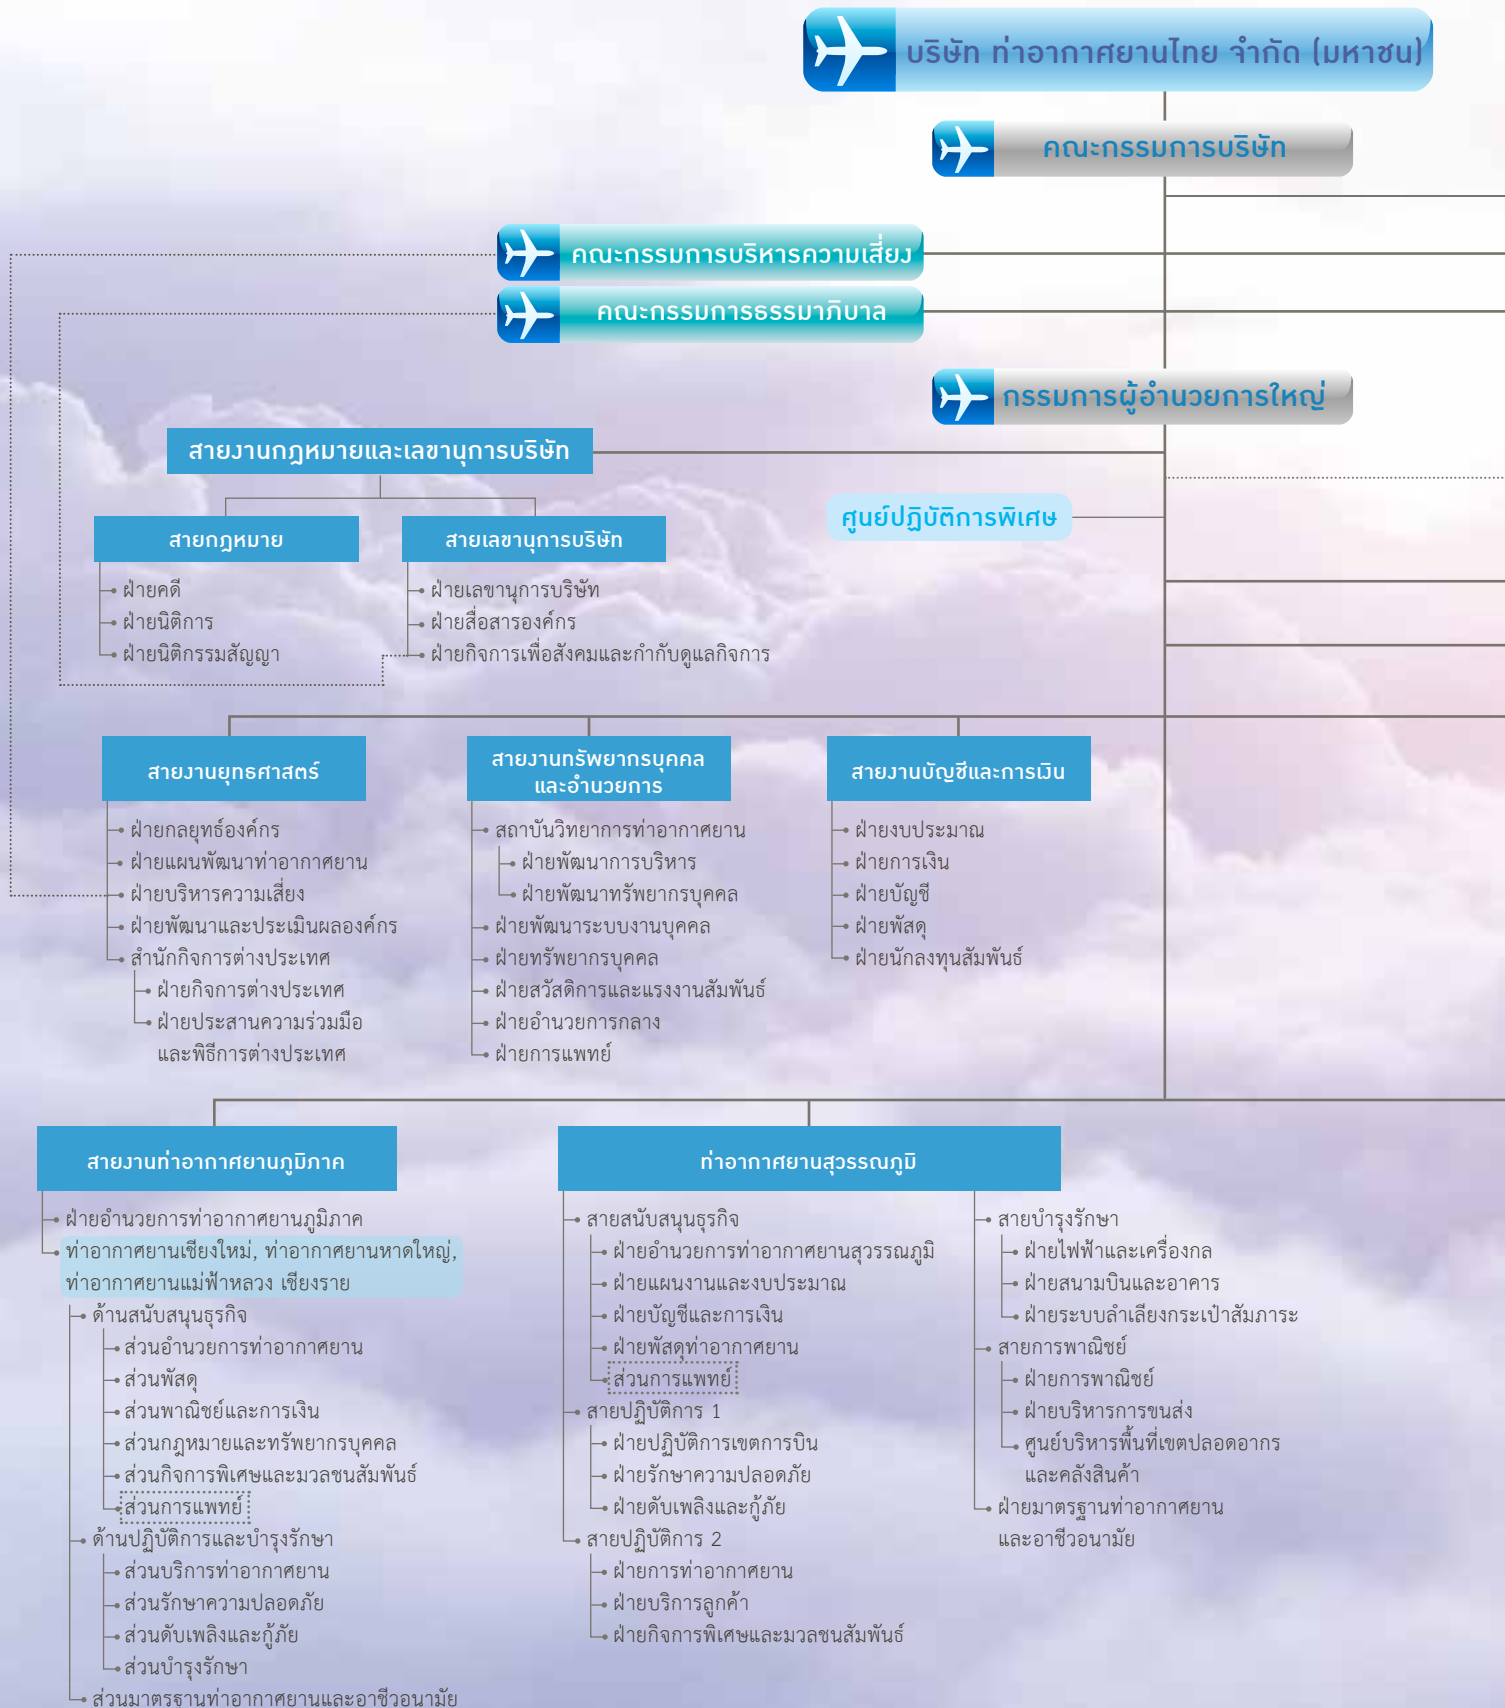 บริษัท ท่าอากาศยานไทย จำกัด (มหาชน)
คณะกรรมการบริษัท
คณะกรรมการบริหารความเสี่ยง
คณะกรรมการธรรมาภิบาล
กรรมการผู้อำนวยการใหญ่
สายงานกฎหมายและเลขานุการบริษัท
ศูนย์ปฏิบัติการพิเศษ
สายกฎหมาย
ฝ่ายคดี
ฝ่ายนิติการ
ฝ่ายนิติกรรมสัญญา
สายเลขานุการบริษัท
ฝ่ายเลขานุการบริษัท
ฝ่ายสื่อสารองค์กร
ฝ่ายกิจการเพื่อสังคมและกำกับดูแลกิจการ
สายงานยุทธศาสตร์
ฝ่ายกลยุทธ์องค์กร
ฝ่ายแผนพัฒนาท่าอากาศยาน
ฝ่ายบริหารความเสี่ยง
ฝ่ายพัฒนาและประเมินผลองค์กร
สำนักกิจการต่างประเทศ
ฝ่ายกิจการต่างประเทศ
ฝ่ายประสานความร่วมมือ
และพิธีการต่างประเทศ
สายงานทรัพยากรบุคคล
และอำนวยการ
สถาบันวิทยาการท่าอากาศยาน
ฝ่ายพัฒนาการบริหาร
ฝ่ายพัฒนาทรัพยากรบุคคล
ฝ่ายพัฒนาระบบงานบุคคล
ฝ่ายทรัพยากรบุคคล
ฝ่ายสวัสดิการและแรงงานสัมพันธ์
ฝ่ายอำนวยการกลาง
ฝ่ายการแพทย์
สายงานบัญชีและการเงิน
ฝ่ายงบประมาณ
ฝ่ายการเงิน
ฝ่ายบัญชี
ฝ่ายพัสดุ
ฝ่ายนักลงทุนสัมพันธ์
สายงานท่าอากาศยานภูมิภาค
ฝ่ายอำนวยการท่าอากาศยานภูมิภาค
ท่าอากาศยานเชียงใหม่, ท่าอากาศยานหาดใหญ่,
ท่าอากาศยานแม่ฟ้าหลวง เชียงราย
ด้านสนับสนุนธุรกิจ
ส่วนอำนวยการท่าอากาศยาน
ส่วนพัสดุ
ส่วนพาณิชย์และการเงิน
ส่วนกฎหมายและทรัพยากรบุคคล
ส่วนกิจการพิเศษและมวลชนสัมพันธ์
ส่วนการแพทย์
ด้านปฏิบัติการและบำรุงรักษา
ส่วนบริการท่าอากาศยาน
ส่วนรักษาความปลอดภัย
ส่วนดับเพลิงและกู้ภัย
ส่วนบำรุงรักษา
ส่วนมาตรฐานท่าอากาศยานและอาชีวอนามัย
ท่าอากาศยานสุวรรณภูมิ
สายสนับสนุนธุรกิจ
ฝ่ายอำนวยการท่าอากาศยานสุวรรณภูมิ
ฝ่ายแผนงานและงบประมาณ
ฝ่ายบัญชีและการเงิน
ฝ่ายพัสดุท่าอากาศยาน
ส่วนการแพทย์
สายปฏิบัติการ 1
ฝ่ายปฏิบัติการเขตการบิน
ฝ่ายรักษาความปลอดภัย
ฝ่ายดับเพลิงและกู้ภัย
สายปฏิบัติการ 2
ฝ่ายการท่าอากาศยาน
ฝ่ายบริการลูกค้า
ฝ่ายกิจการพิเศษและมวลชนสัมพันธ์
สายบำรุงรักษา
ฝ่ายไฟฟ้าและเครื่องกล
ฝ่ายสนามบินและอาคาร
ฝ่ายระบบลำเลียงกระเป๋าสัมภาระ
สายการพาณิชย์
ฝ่ายการพาณิชย์
ฝ่ายบริหารการขนส่ง
ศูนย์บริหารพื้นที่เขตปลอดอากร
และคลังสินค้า
ฝ่ายมาตรฐานท่าอากาศยาน
และอาชีวอนามัย